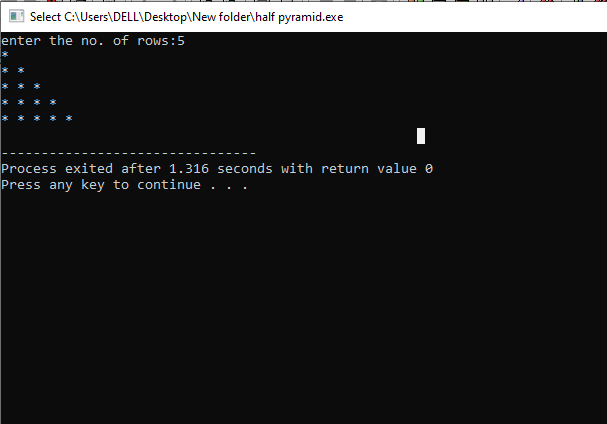 Select C:\Users\DELL\Desktop\New folder\half pyramid.exe
enter the no. of rows:5
*
* *
* * *
* * * *
* * * * *
--------------------------------
Process exited after 1.316 seconds with return value 0
Press any key to continue . . .